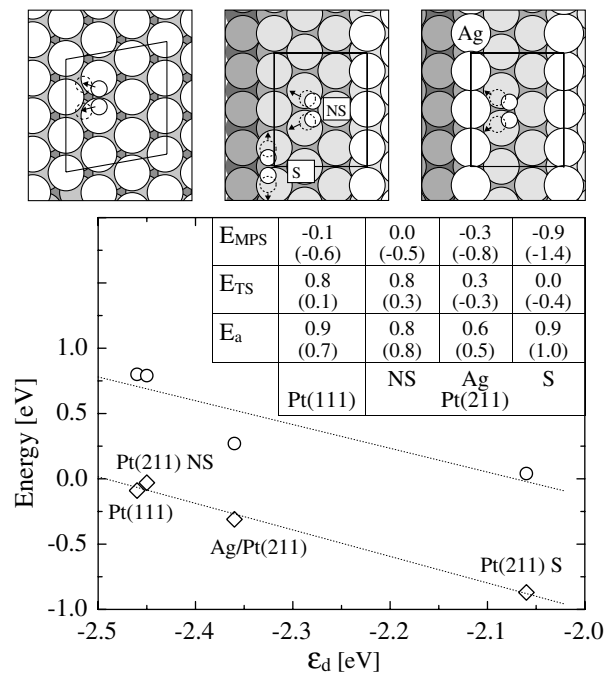 Ag
NS
S
E_MPS -0.1 0.0 -0.3 -0.9
(-0.6) (-0.5) (-0.8) (-1.4)
E_TS 0.8 0.8 0.3 0.0
(0.1) (0.3) (-0.3) (-0.4)
E_a 0.9 0.8 0.6 0.9
(0.7) (0.8) (0.5) (1.0)
NS Ag S
Pt(111) Pt(211)
1.0
0.5
0.0
-0.5
-1.0
Energy [eV]
Pt(211) NS
Pt(111)
Ag/Pt(211)
Pt(211) S
-2.5 -2.4 -2.3 -2.2 -2.1 -2.0
ε_d [eV]